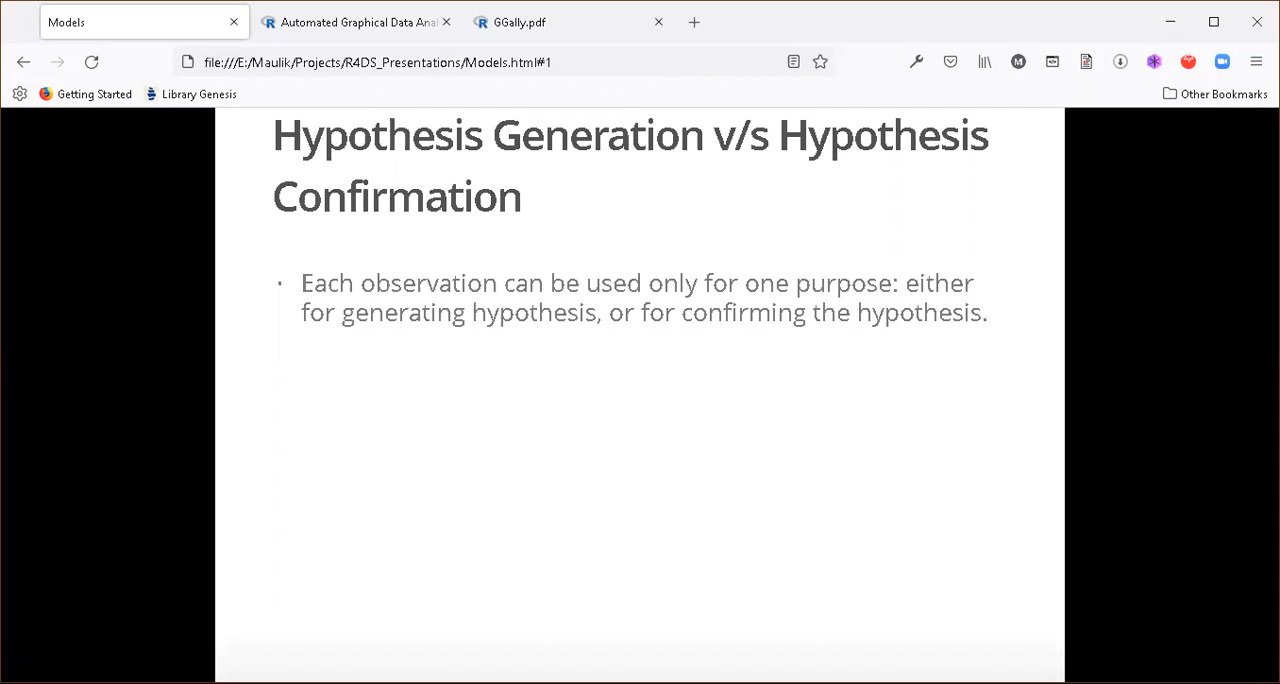 Models
Automated Graphical Data Anal
GGally.pdf
file:///E:/Maulik/Projects/R4DS_Presentations/Models.html#1
Getting Started
Library Genesis
Other Bookmarks
Hypothesis Generation v/s Hypothesis
Confirmation
• Each observation can be used only for one purpose: either
for generating hypothesis, or for confirming the hypothesis.